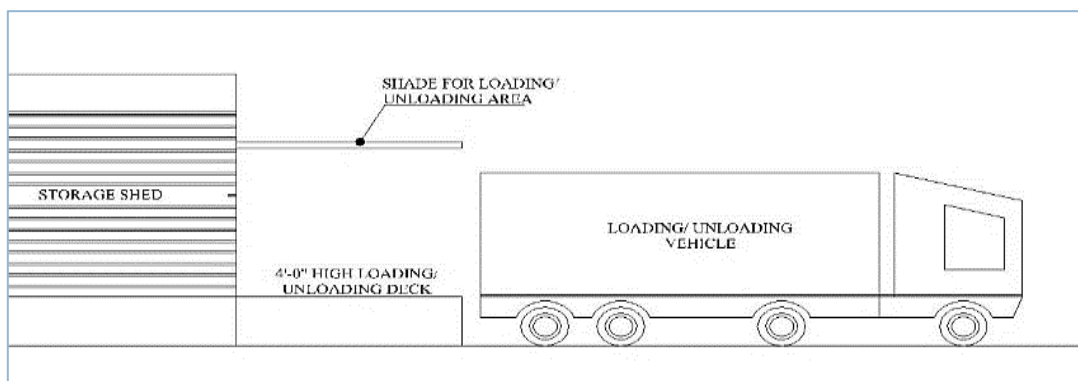 SHADE FOR LOADING/
UNLOADING AREA
STORAGE SHED
LOADING/ UNLOADING
VEHICLE
4'-0" HIGH LOADING/
UNLOADING DECK